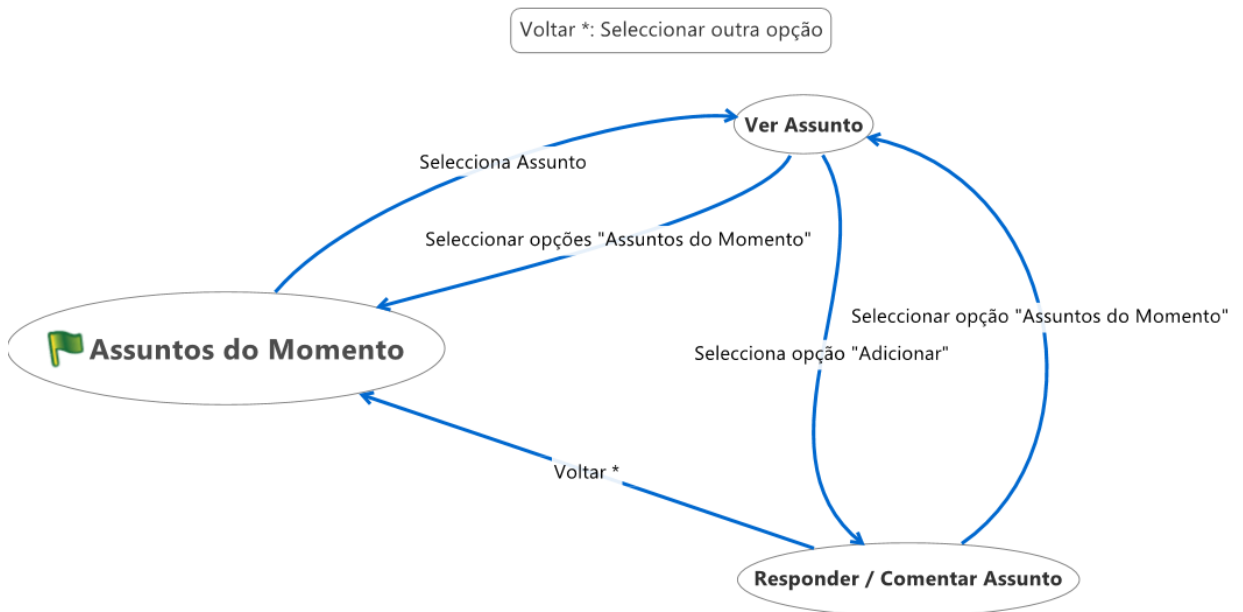 Voltar *: Seleccionar outra opção
Ver Assunto
Selecciona Assunto
Seleccionar opções "Assuntos do Momento"
Seleccionar opção "Assuntos do Momento"
Assuntos do Momento
Selecciona opção "Adicionar"
Voltar *
Responder / Comentar Assunto